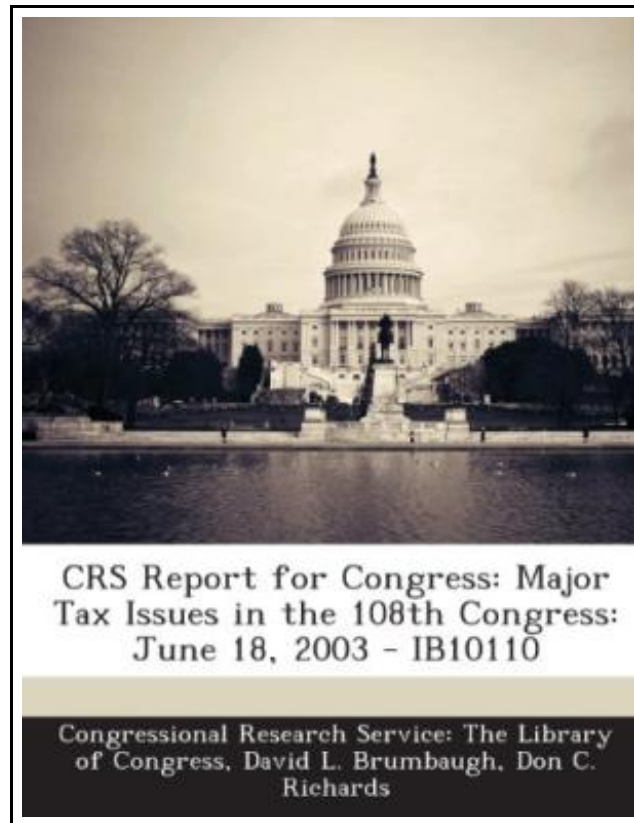 CRS Report for Congress: Major
Tax Issues in the 108th Congress:
June 18, 2003 - IB10110
Congressional Research Service: The Library
of Congress, David L. Brumbaugh, Don C.
Richards